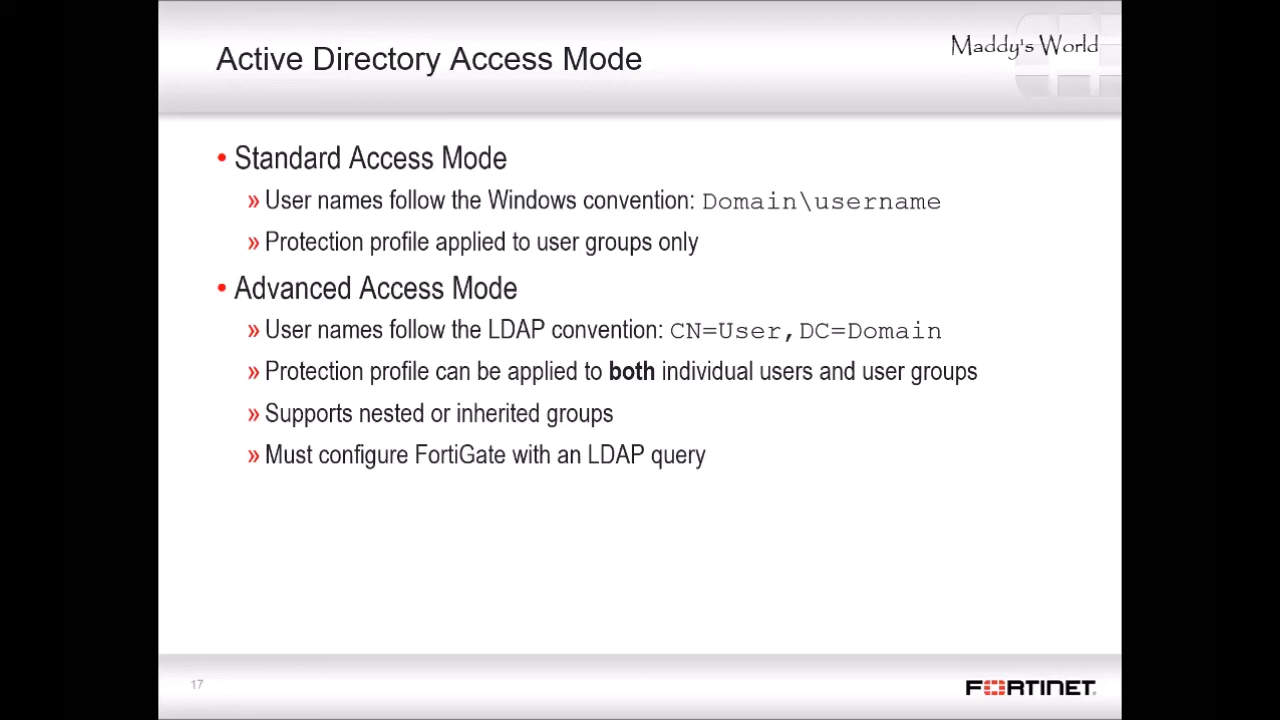 Active Directory Access Mode
Maddy's World
• Standard Access Mode
» User names follow the Windows convention: Domain\username
» Protection profile applied to user groups only
• Advanced Access Mode
» User names follow the LDAP convention: CN=User,DC=Domain
» Protection profile can be applied to both individual users and user groups
» Supports nested or inherited groups
» Must configure FortiGate with an LDAP query
17
FORTINET